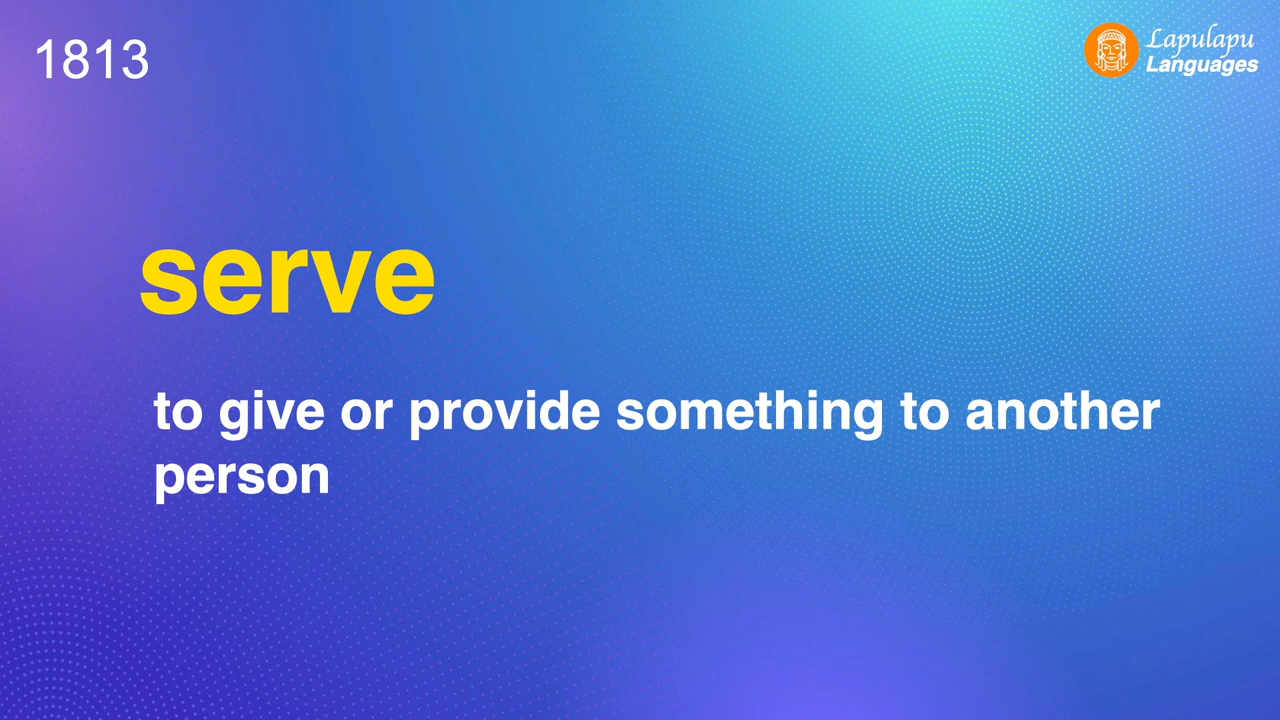 1813
Lapulapu
Languages
serve
to give or provide something to another
person